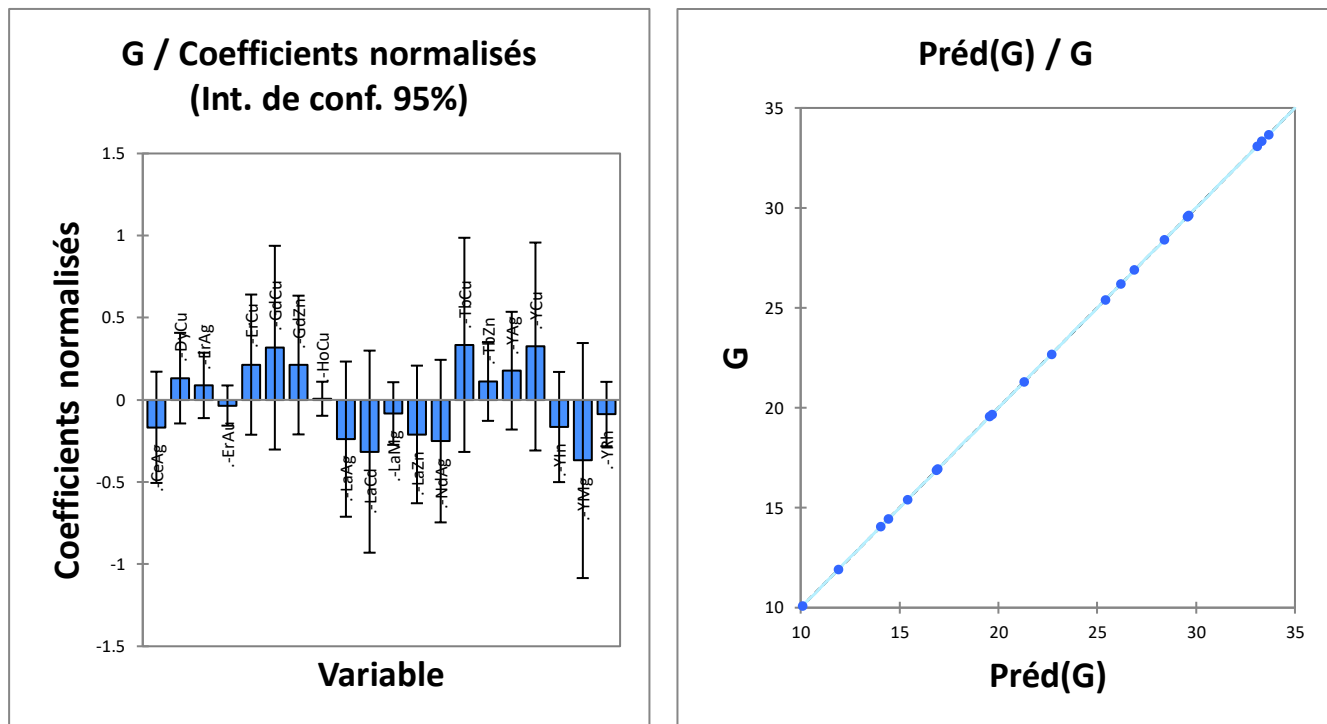 G / Coefficients normalisés
(Int. de conf. 95%)
Coefficients normalisés
1.5
1
0.5
0
-0.5
-1
-1.5
.-CeAg
.-DyCu
.-ErAg
.-ErAu
.-ErCu
.-GdCu
.-GdZn
.-HoCu
.-LaAg
.-LaCd
.-LaMg
.-LaZn
.-NdAg
.-TbCu
.-TbZn
.-YAg
.-YCu
.-YIn
.-YMg
.-YRh
Variable
Préd(G) / G
G
35
30
25
20
15
10
10
15
20
25
30
35
Préd(G)